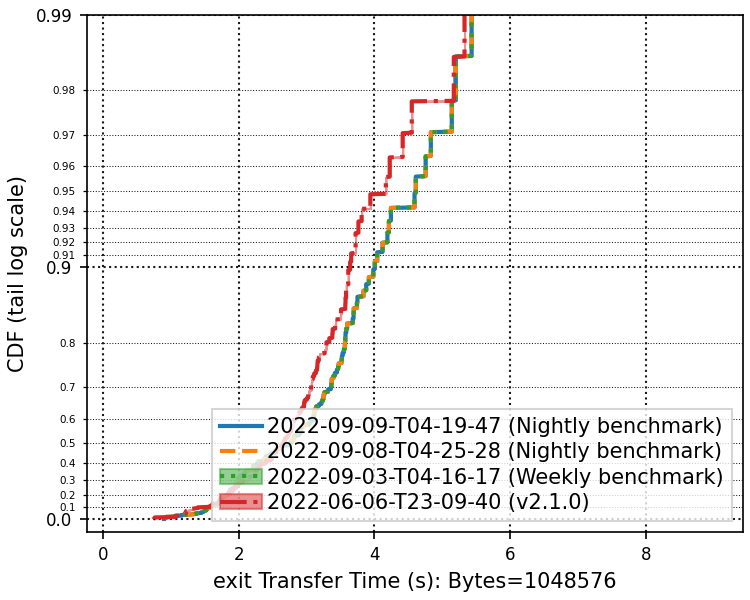 0.99
0.98
0.97
0.96
0.95
0.94
0.93
0.92
0.91
0.9
0.8
0.7
0.6
0.5
0.4
0.3
0.2
0.1
0.0
CDF (tail log scale)
2022-09-09-T04-19-47 (Nightly benchmark)
2022-09-08-T04-25-28 (Nightly benchmark)
2022-09-03-T04-16-17 (Weekly benchmark)
2022-06-06-T23-09-40 (v2.1.0)
0 2 4 6 8
exit Transfer Time (s): Bytes=1048576